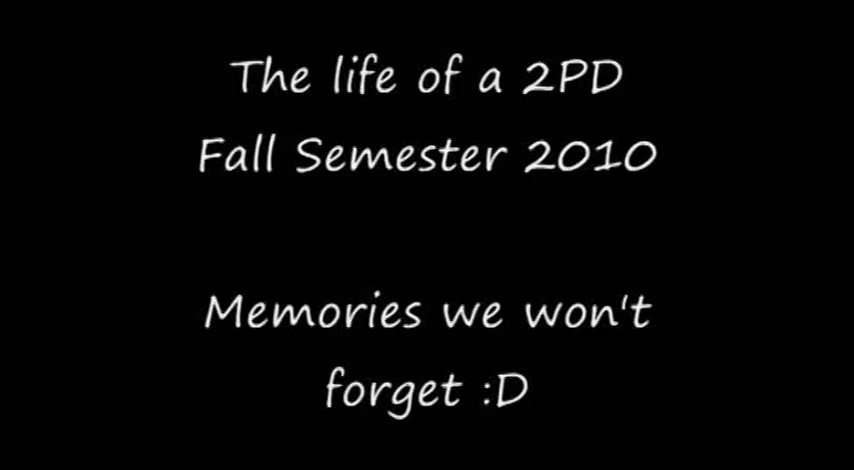 The life of a 2PD
Fall Semester 2010
Memories we won't
forget :D